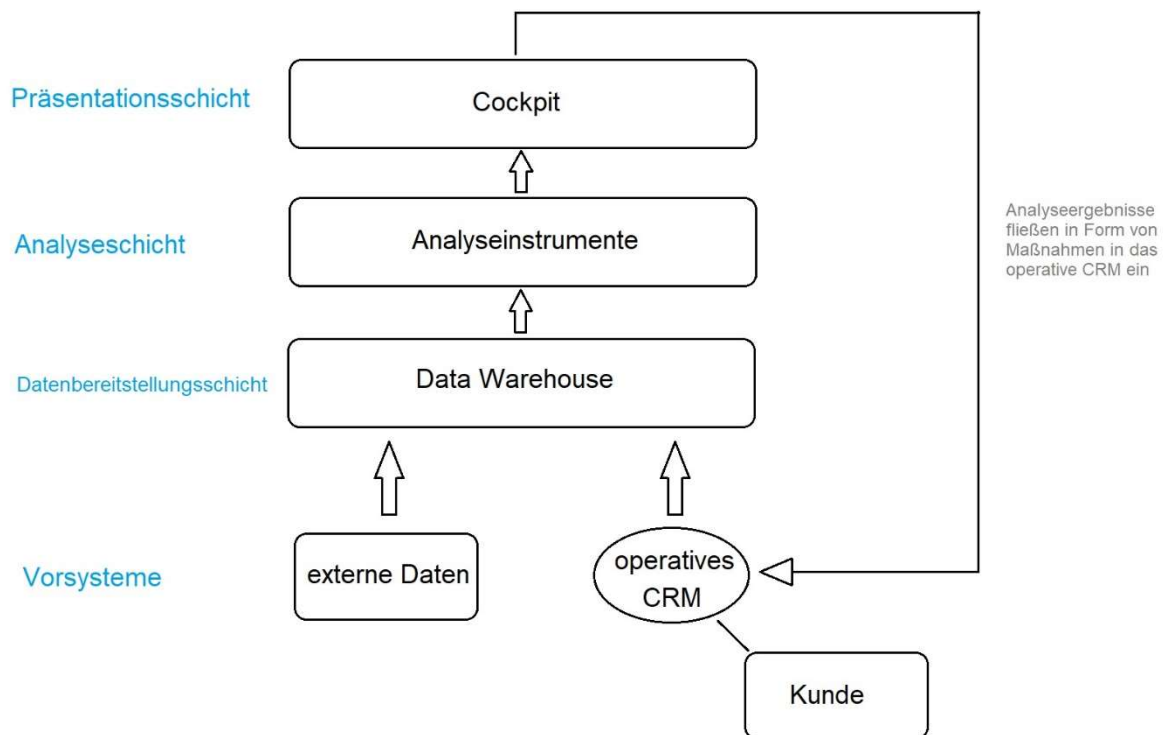 Präsentationsschicht
Cockpit
Analyseschicht
Analyseinstrumente
Analyseergebnisse
fließen in Form von
Maßnahmen in das
operative CRM ein
Datenbereitstellungsschicht
Data Warehouse
Vorsysteme
externe Daten
operatives
CRM
Kunde